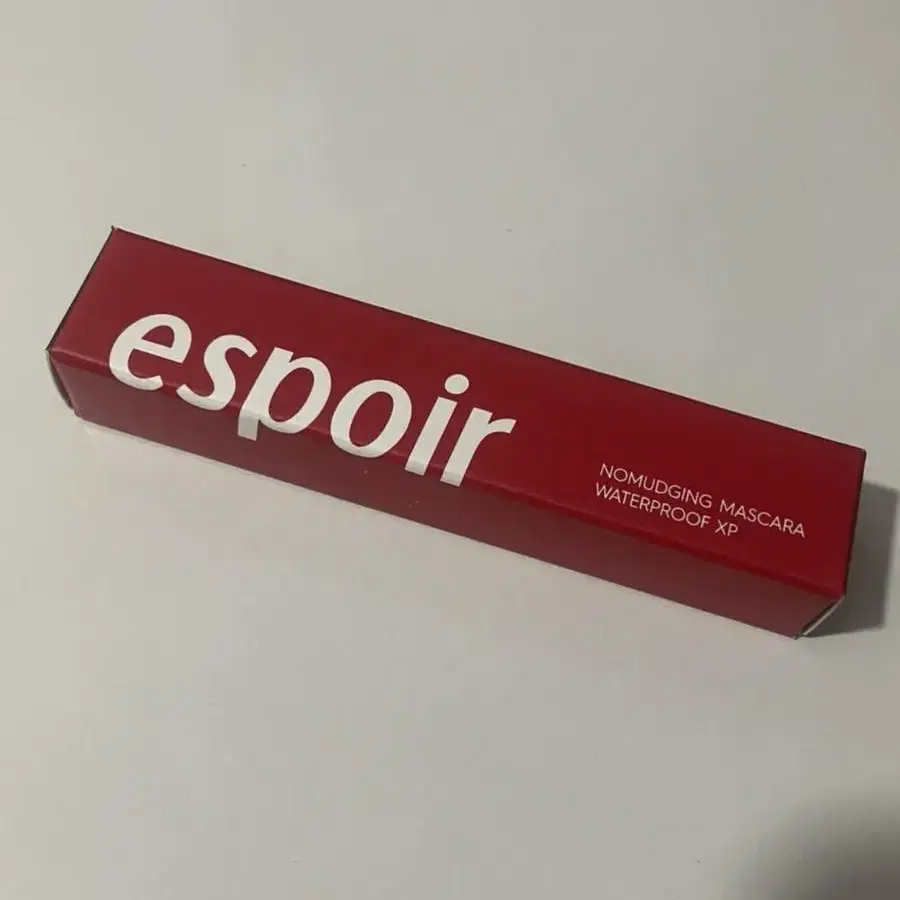 espoir
NOMUDGING MASCARA
WATERPROOF XP